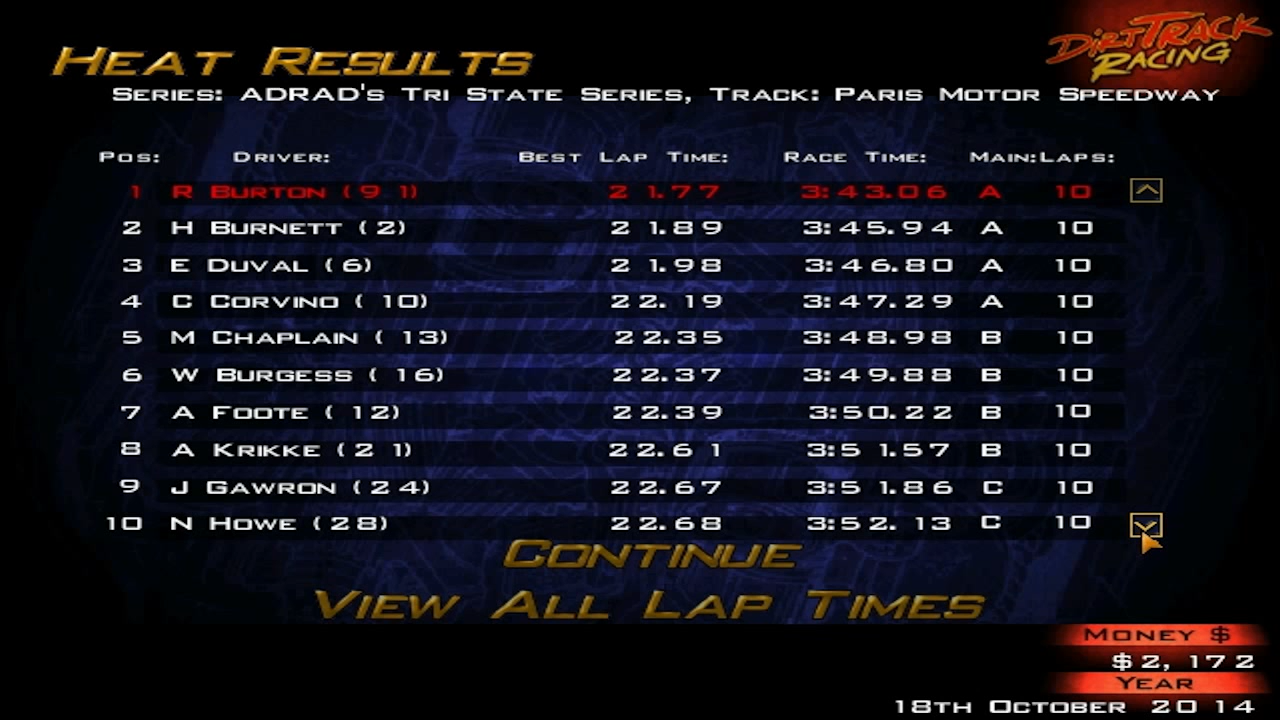 Dirt Track
Racing
Heat Results
Series: ADRAD's Tri State Series, Track: Paris Motor Speedway
Pos: Driver: Best Lap Time: Race Time: Main: Laps:
1 R Burton (91) 21.77 3:43.06 A 10
2 H Burnett (2) 21.89 3:45.94 A 10
3 E Duval (6) 21.98 3:46.80 A 10
4 C Corvino (10) 22.19 3:47.29 A 10
5 M Chaplain (13) 22.35 3:48.98 B 10
6 W Burgess (16) 22.37 3:49.88 B 10
7 A Foote (12) 22.39 3:50.22 B 10
8 A Krikke (21) 22.61 3:51.57 B 10
9 J Gawron (24) 22.67 3:51.86 C 10
10 N Howe (28) 22.68 3:52.13 C 10
Continue
View All Lap Times
Money $
$2,172
Year
18th October 2014